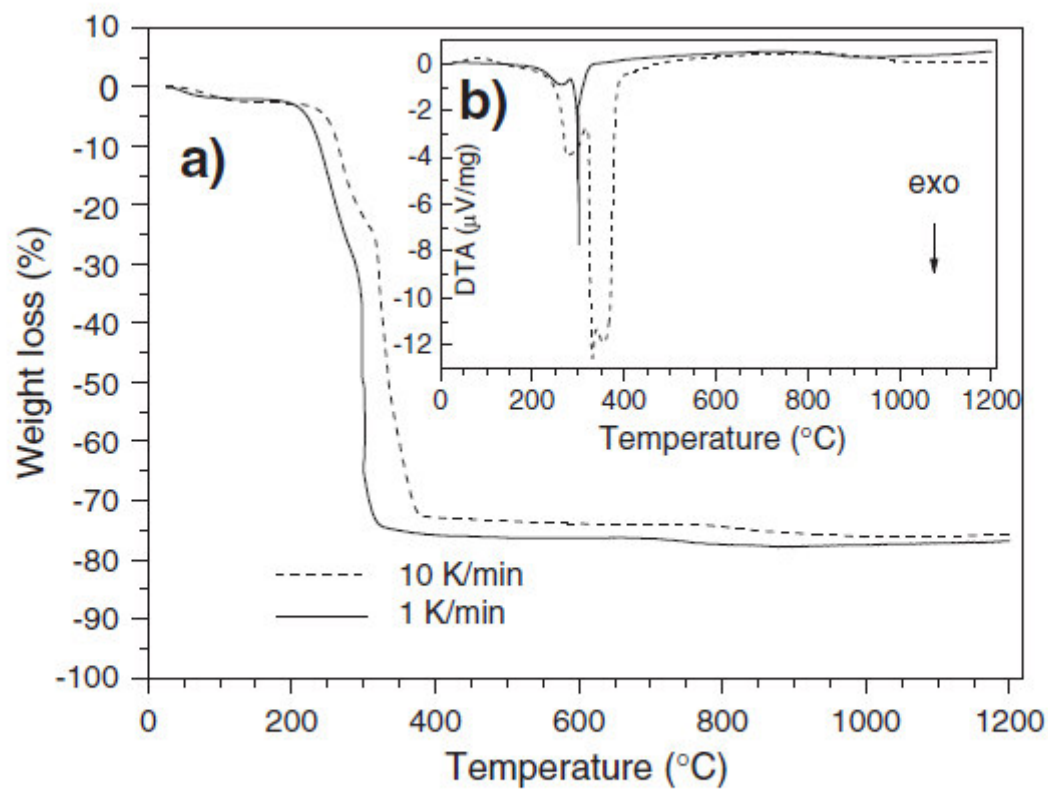 10
0
-10
-20
-30
-40
-50
-60
-70
-80
-90
-100
Weight loss (%)
a)
10 K/min
1 K/min
0 200 400 600 800 1000 1200
Temperature (°C)
0
-2
-4
-6
-8
-10
-12
DTA (μV/mg)
b)
exo
0 200 400 600 800 1000 1200
Temperature (°C)